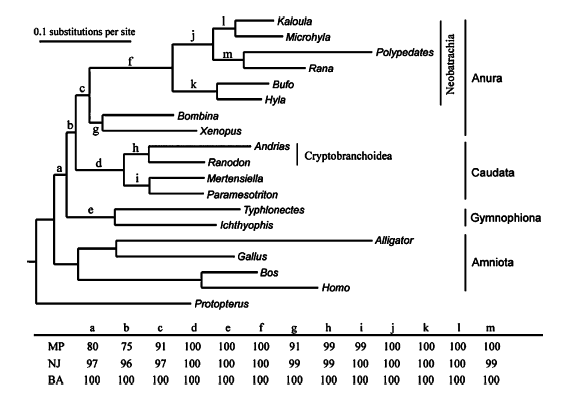 0.1 substitutions per site
l
Kaloula
j
Microhyla
m
Polypedates
Neobatrachia
f
Rana
Anura
k
Bufo
c
Hyla
b
Bombina
g
Xenopus
h
Andrias
Cryptobranchoidea
a
d
Ranodon
Caudata
i
Mertensiella
Paramesotriton
e
Typhlonectes
Gymnophiona
Ichthyophis
Alligator
Gallus
Amniota
Bos
Homo
Protopterus
a b c d e f g h i j k l m
MP 80 75 91 100 100 100 91 99 99 100 100 100 100
NJ 97 96 97 100 100 100 99 99 100 100 100 100 99
BA 100 100 100 100 100 100 100 100 100 100 100 100 100